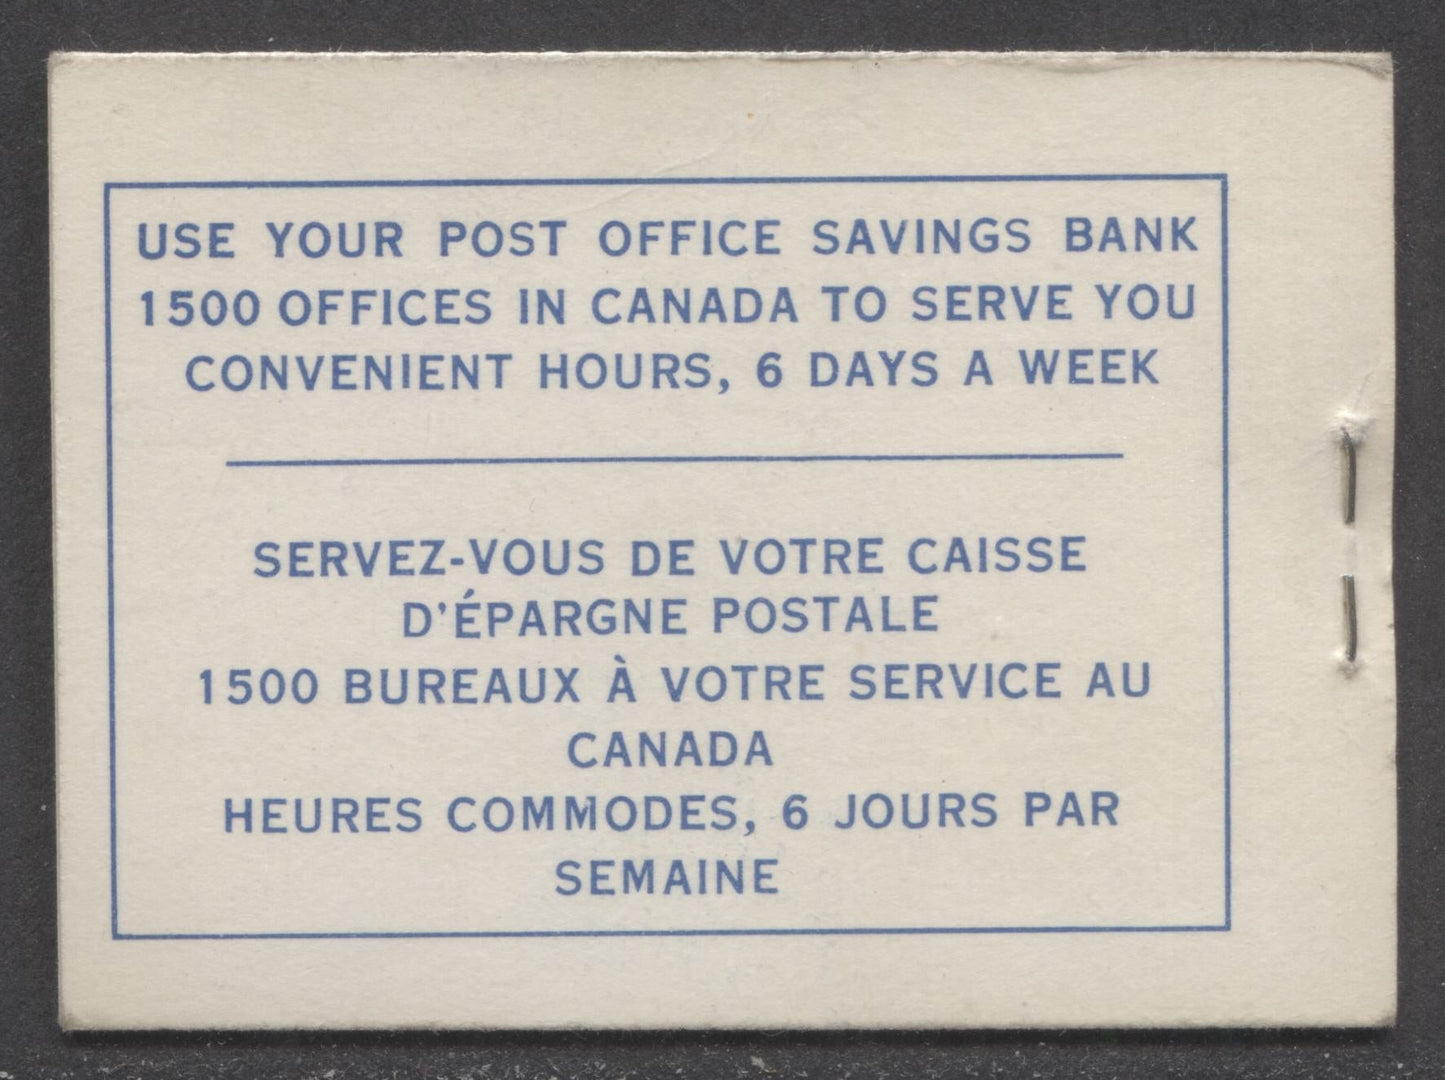 USE YOUR POST OFFICE SAVINGS BANK
1500 OFFICES IN CANADA TO SERVE YOU
CONVENIENT HOURS, 6 DAYS A WEEK
SERVEZ-VOUS DE VOTRE CAISSE
D'ÉPARGNE POSTALE
1500 BUREAUX À VOTRE SERVICE AU
CANADA
HEURES COMMODES, 6 JOURS PAR
SEMAINE